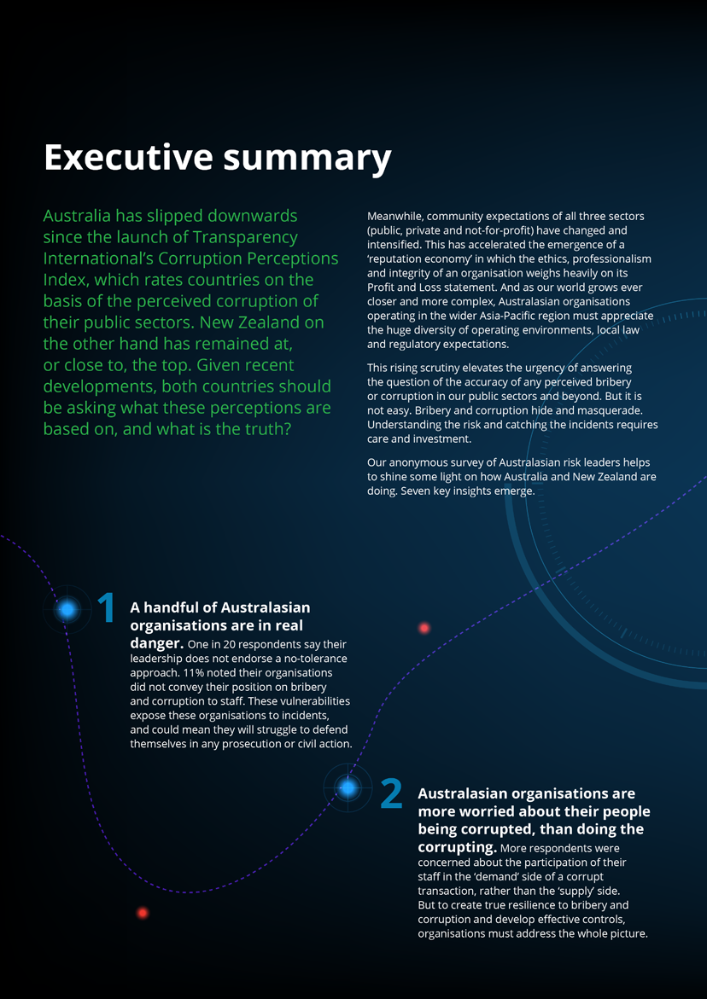 Executive summary
Australia has slipped downwards
since the launch of Transparency
International’s Corruption Perceptions
Index, which rates countries on the
basis of the perceived corruption of
their public sectors. New Zealand on
the other hand has remained at,
or close to, the top. Given recent
developments, both countries should
be asking what these perceptions are
based on, and what is the truth?
Meanwhile, community expectations of all three sectors
(public, private and not-for-profit) have changed and
intensified. This has accelerated the emergence of a
‘reputation economy’ in which the ethics, professionalism
and integrity of an organisation weighs heavily on its
Profit and Loss statement. And as our world grows ever
closer and more complex, Australasian organisations
operating in the wider Asia-Pacific region must appreciate
the huge diversity of operating environments, local law
and regulatory expectations.
This rising scrutiny elevates the urgency of answering
the question of the accuracy of any perceived bribery
or corruption in our public sectors and beyond. But it is
not easy. Bribery and corruption hide and masquerade.
Understanding the risk and catching the incidents requires
care and investment.
Our anonymous survey of Australasian risk leaders helps
to shine some light on how Australia and New Zealand are
doing. Seven key insights emerge.
1 A handful of Australasian
organisations are in real
danger. One in 20 respondents say their
leadership does not endorse a no-tolerance
approach. 11% noted their organisations
did not convey their position on bribery
and corruption to staff. These vulnerabilities
expose these organisations to incidents,
and could mean they will struggle to defend
themselves in any prosecution or civil action.
2 Australasian organisations are
more worried about their people
being corrupted, than doing the
corrupting. More respondents were
concerned about the participation of their
staff in the ‘demand’ side of a corrupt
transaction, rather than the ‘supply’ side.
But to create true resilience to bribery and
corruption and develop effective controls,
organisations must address the whole picture.